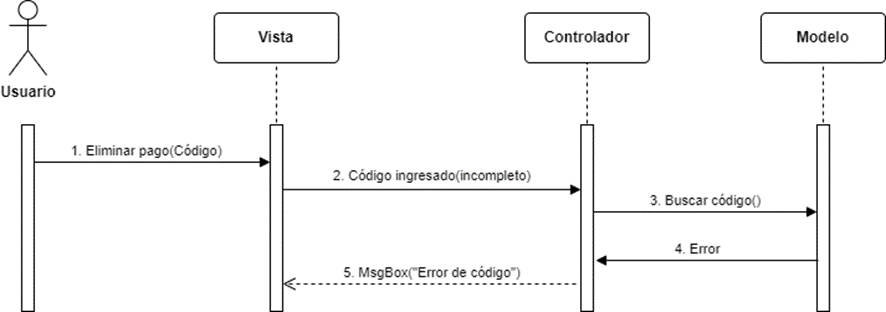 Vista
Controlador
Modelo
Usuario
1. Eliminar pago(Código)
2. Código ingresado(incompleto)
3. Buscar código()
4. Error
5. MsgBox("Error de código")